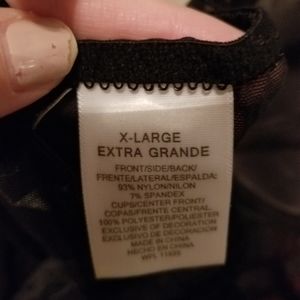 X-LARGE
EXTRA GRANDE
FRONT/SIDE/BACK/
FRENTE/LATERAL/ESPALDA:
93% NYLON/NILON
7% SPANDEX
CUPS/CENTER FRONT/
COPAS/FRENTE CENTRAL:
100% POLYESTER/POLIESTER
EXCLUSIVE OF DECORATION
EXCLUSIVO DE DECORACION
MADE IN CHINA
HECHO EN CHINA
WPL